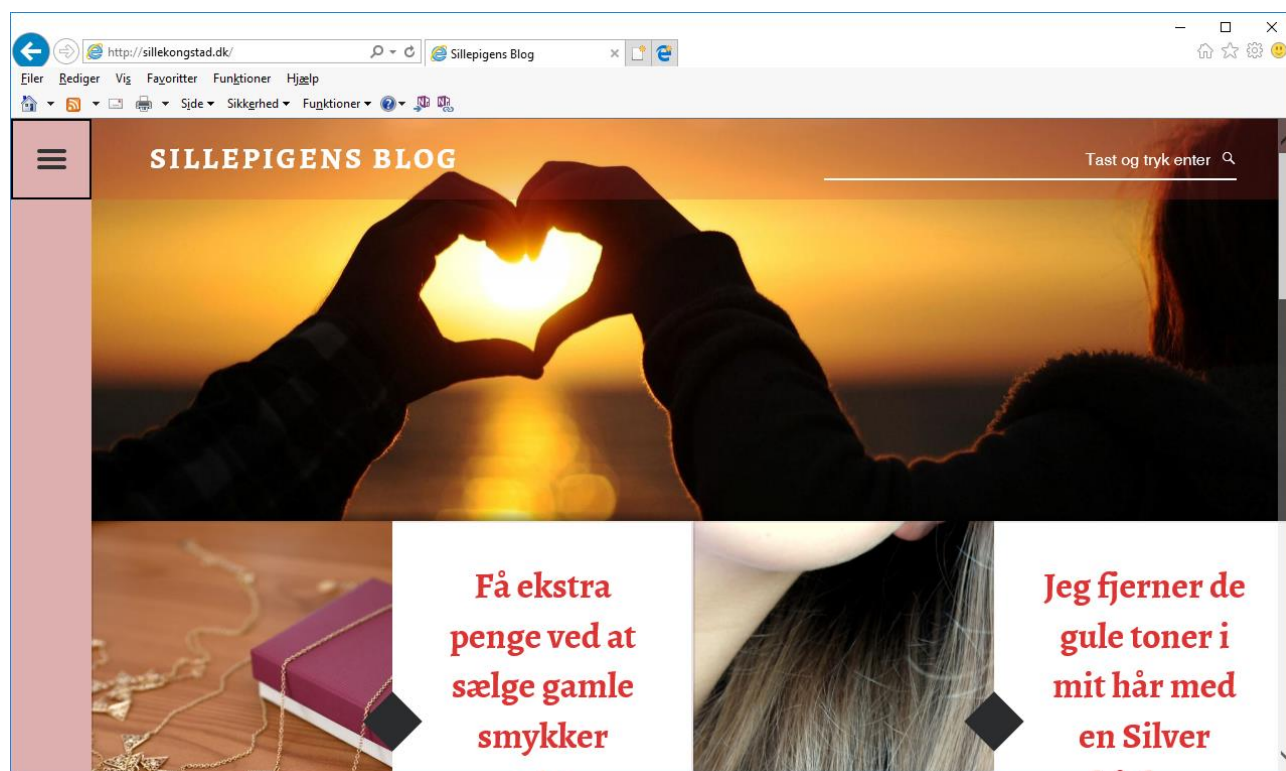 http://sillekongstad.dk/
Sillepigens Blog
Filer Rediger Vis Favoritter Funktioner Hjælp
Side Sikkerhed Funktioner
SILLEPIGENS BLOG
Tast og tryk enter
Få ekstra
penge ved at
sælge gamle
smykker
Jeg fjerner de
gule toner i
mit hår med
en Silver